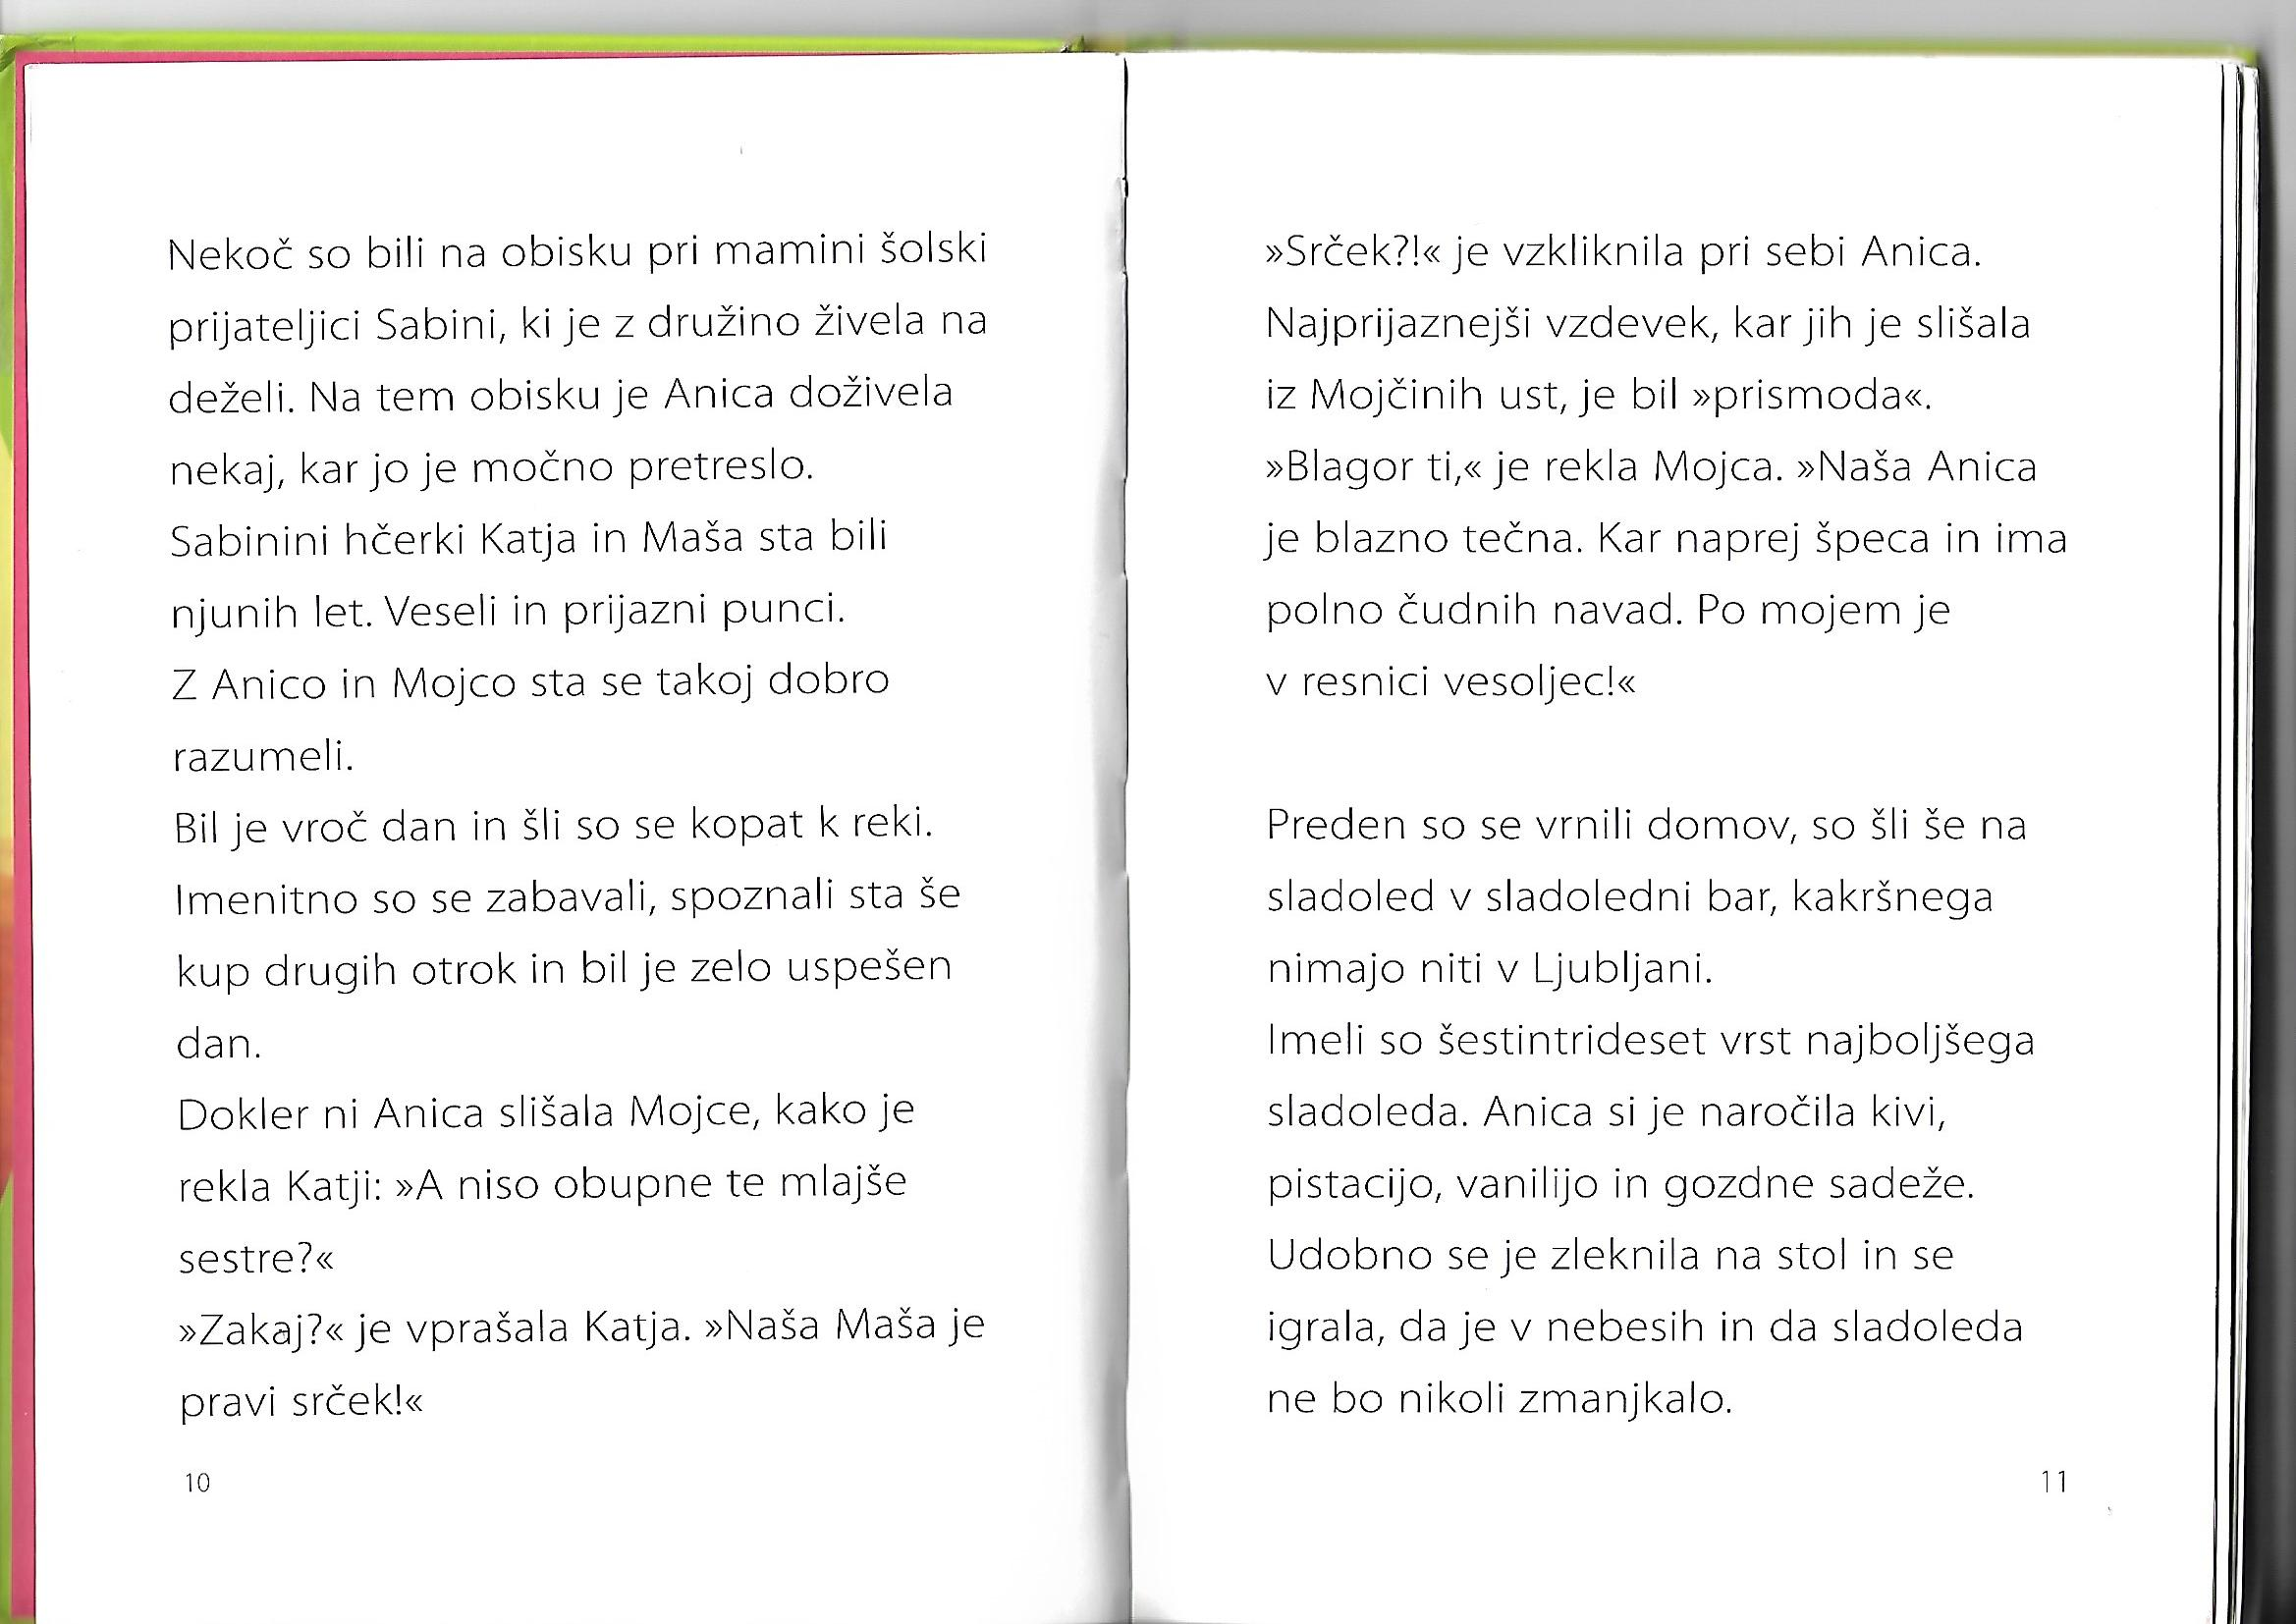 Nekoč so bili na obisku pri mamini šolski
prijateljici Sabini, ki je z družino živela na
deželi. Na tem obisku je Anica doživela
nekaj, kar jo je močno pretreslo.
Sabinini hčerki Katja in Maša sta bili
njunih let. Veseli in prijazni punci.
Z Anico in Mojco sta se takoj dobro
razumeli.
Bil je vroč dan in šli so se kopat k reki.
Imenitno so se zabavali, spoznali sta še
kup drugih otrok in bil je zelo uspešen
dan.
Dokler ni Anica slišala Mojce, kako je
rekla Katji: »A niso obupne te mlajše
sestre?«
»Zakaj?« je vprašala Katja. »Naša Maša je
pravi srček!«
10
»Srček?!« je vzkliknila pri sebi Anica.
Najprijaznejši vzdevek, kar jih je slišala
iz Mojčinih ust, je bil »prismoda«.
»Blagor ti,« je rekla Mojca. »Naša Anica
je blazno tečna. Kar naprej špeca in ima
polno čudnih navad. Po mojem je
v resnici vesoljec!«
Preden so se vrnili domov, so šli še na
sladoled v sladoledni bar, kakršnega
nimajo niti v Ljubljani.
Imeli so šestintrideset vrst najboljšega
sladoleda. Anica si je naročila kivi,
pistacijo, vanilijo in gozdne sadeže.
Udobno se je zleknila na stol in se
igrala, da je v nebesih in da sladoleda
ne bo nikoli zmanjkalo.
11